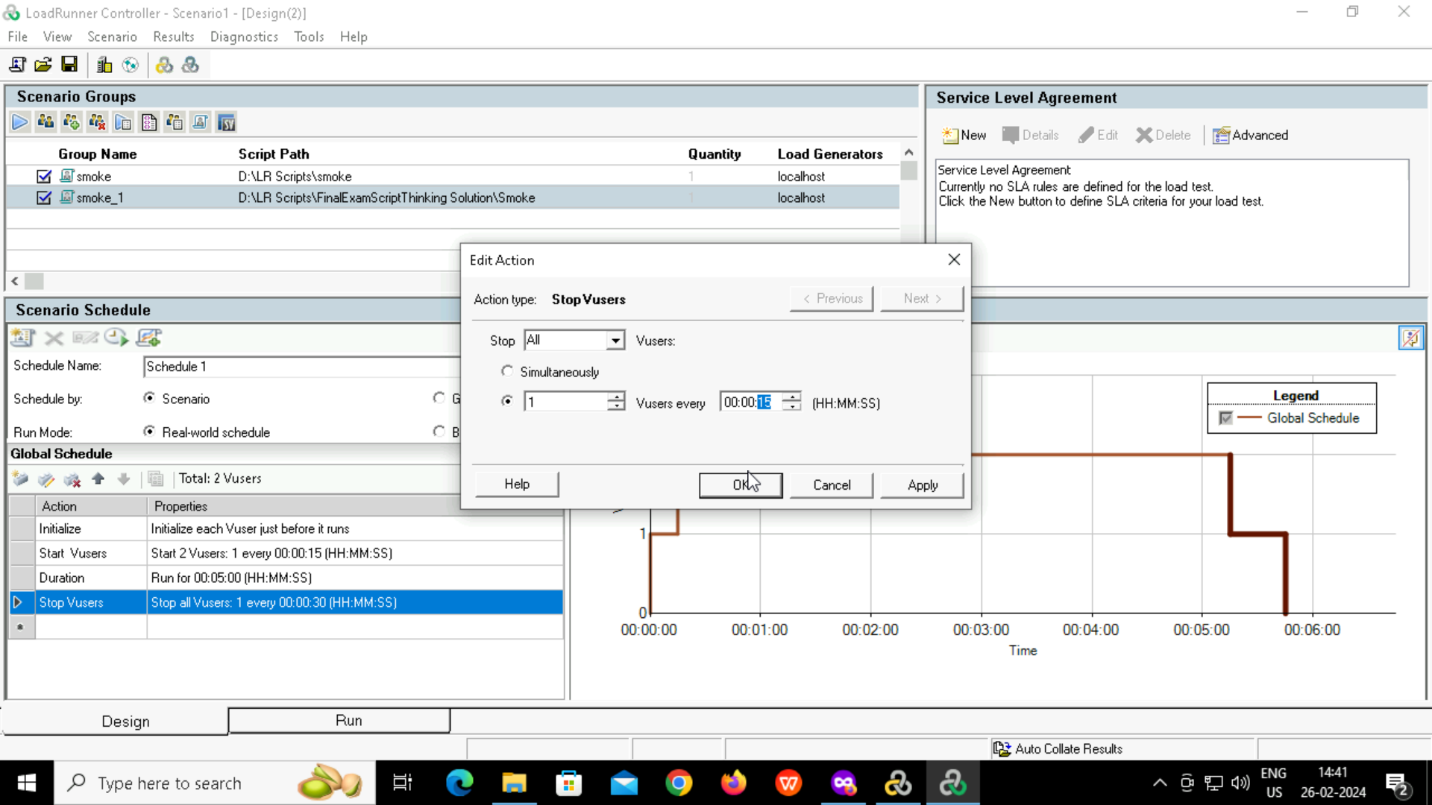 LoadRunner Controller - Scenario1 - [Design(2)]
File View Scenario Results Diagnostics Tools Help
Scenario Groups
Group Name Script Path Quantity Load Generators
smoke D:\LR Scripts\smoke 1 localhost
smoke_1 D:\LR Scripts\FinalExamScriptThinking Solution\Smoke 1 localhost
Service Level Agreement
New Details Edit Delete Advanced
Service Level Agreement
Currently no SLA rules are defined for the load test.
Click the New button to define SLA criteria for your load test.
Edit Action
Action type: Stop Vusers < Previous Next >
Stop All Vusers:
Simultaneously
1 Vusers every 00:00:15 (HH:MM:SS)
Help OK Cancel Apply
Scenario Schedule
Schedule Name: Schedule 1
Schedule by: Scenario G
Run Mode: Real-world schedule B
Global Schedule
Total: 2 Vusers
Action Properties
Initialize Initialize each Vuser just before it runs
Start Vusers Start 2 Vusers: 1 every 00:00:15 (HH:MM:SS)
Duration Run for 00:05:00 (HH:MM:SS)
Stop Vusers Stop all Vusers: 1 every 00:00:30 (HH:MM:SS)
*
Legend
Global Schedule
1
0
00:00:00 00:01:00 00:02:00 00:03:00 00:04:00 00:05:00 00:06:00
Time
Design Run
Auto Collate Results
Type here to search
ENG
US
14:41
26-02-2024
2